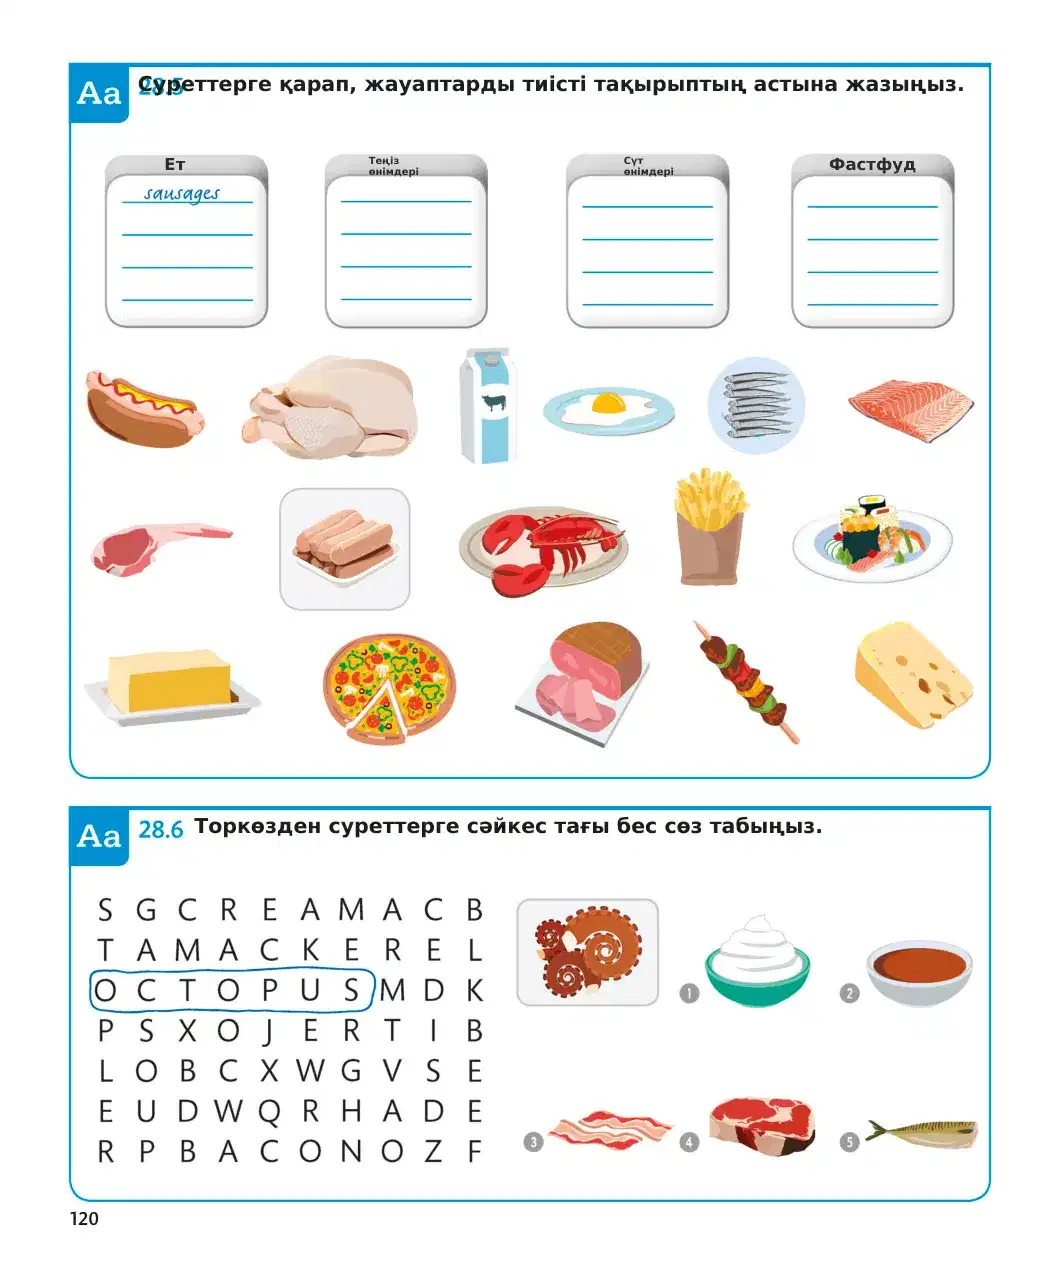 Aa 28.5 Суреттерге қарап, жауаптарды тиісті тақырыптың астына жазыңыз.
Ет
sausages
Теңіз
өнімдері
Сүт
өнімдері
Фастфуд
Aa 28.6 Торкөзден суреттерге сәйкес тағы бес сөз табыңыз.
S G C R E A M A C B
T A M A C K E R E L
O C T O P U S M D K
P S X O J E R T I B
L O B C X W G V S E
E U D W Q R H A D E
R P B A C O N O Z F
1
2
3
4
5
120